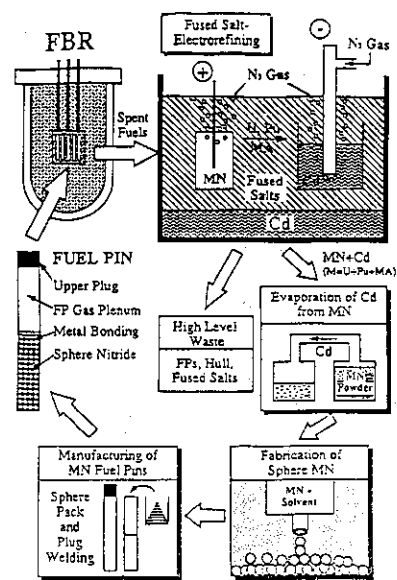 FBR
Fused Salt-
Electrorefining
-
N₂ Gas
+
N₂ Gas
Spent
Fuels
U, Pu
MA
MN
Fused
Salts
Cd
FUEL PIN
Upper Plug
FP Gas Plenum
Metal Bonding
Sphere Nitride
MN+Cd
(M=U+Pu+MA)
High Level
Waste
FPs, Hull,
Fused Salts
Evaporation of Cd
from MN
Cd
MN
Powder
Manufacturing of
MN Fuel Pins
Sphere
Pack
and
Plug
Welding
Fabrication of
Sphere MN
MN +
Solvent